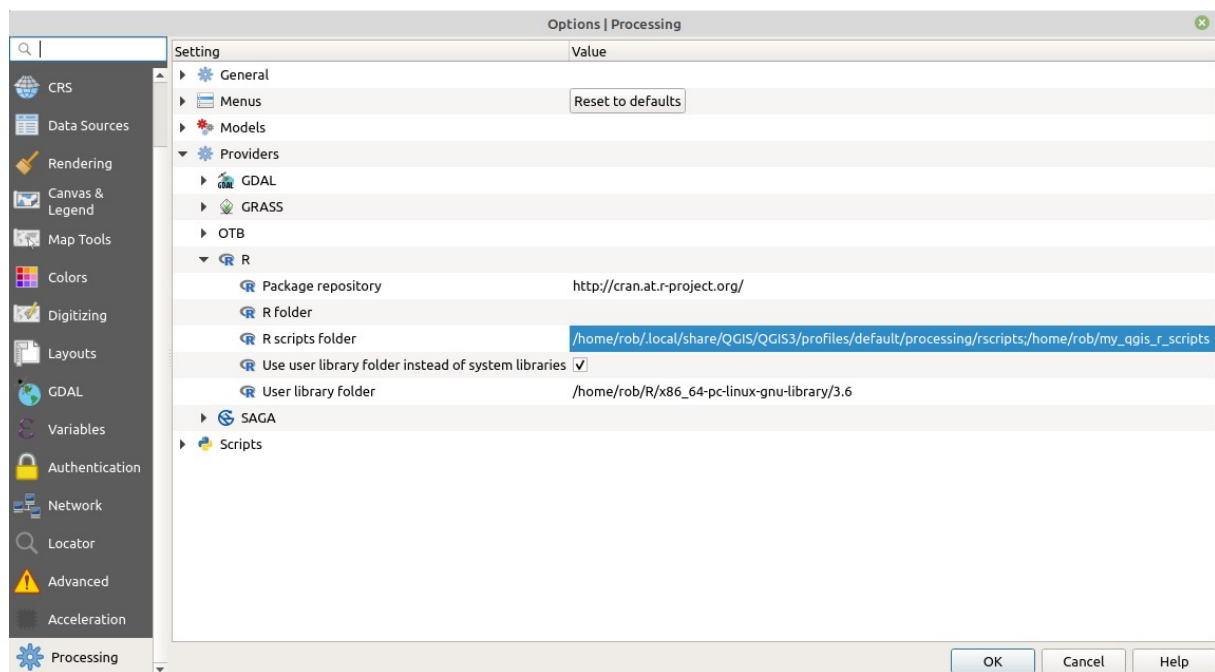 Options | Processing
Setting Value
CRS
Data Sources
Rendering
Canvas &
Legend
Map Tools
Colors
Digitizing
Layouts
GDAL
Variables
Authentication
Network
Locator
Advanced
Acceleration
Processing
General
Menus Reset to defaults
Models
Providers
GDAL
GRASS
OTB
R
Package repository http://cran.at.r-project.org/
R folder
R scripts folder /home/rob/.local/share/QGIS/QGIS3/profiles/default/processing/rscripts;/home/rob/my_qgis_r_scripts
Use user library folder instead of system libraries
User library folder /home/rob/R/x86_64-pc-linux-gnu-library/3.6
SAGA
Scripts
OK Cancel Help